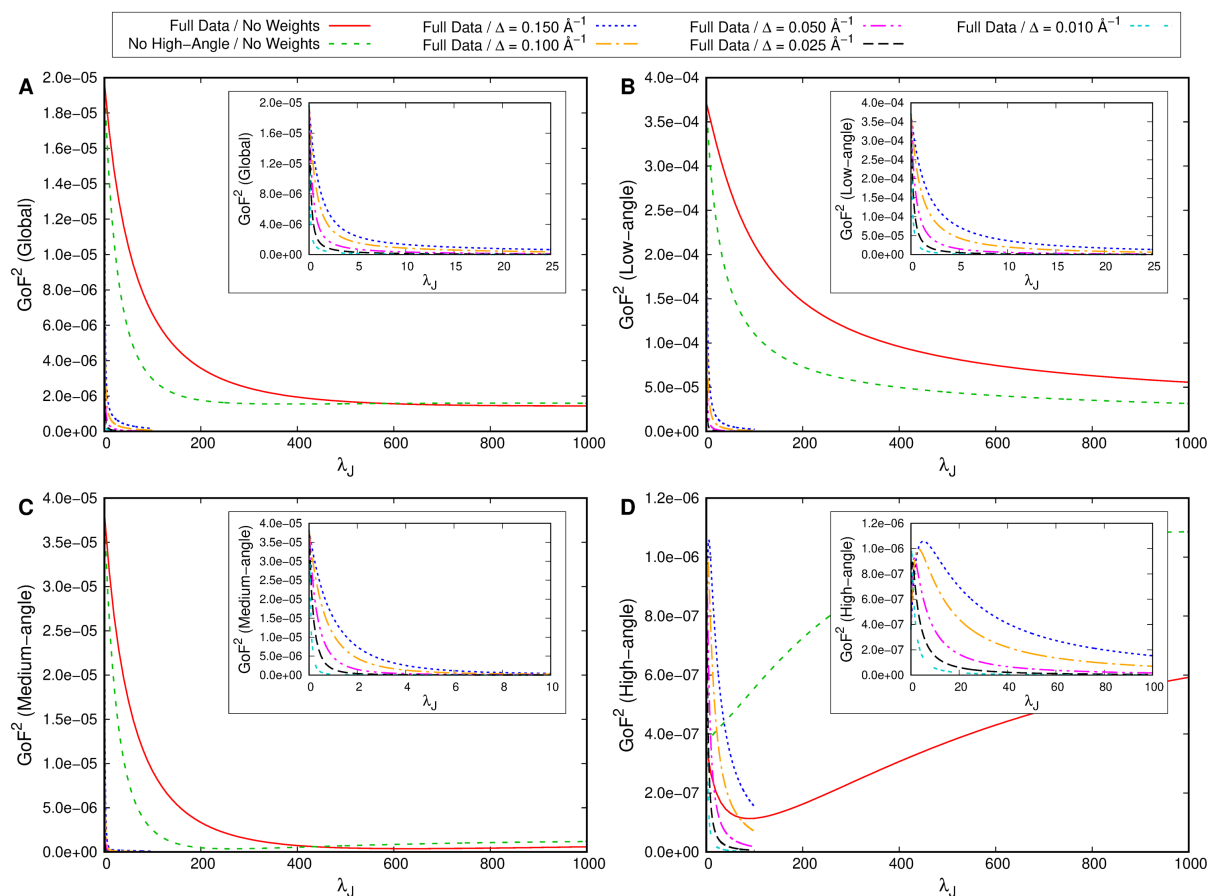 Full Data / No Weights
No High−Angle / No Weights
Full Data / Δ = 0.150 Å−1
Full Data / Δ = 0.100 Å−1
Full Data / Δ = 0.050 Å−1
Full Data / Δ = 0.025 Å−1
Full Data / Δ = 0.010 Å−1
A
GoF2 (Global)
2.0e−05
1.8e−05
1.6e−05
1.4e−05
1.2e−05
1.0e−05
8.0e−06
6.0e−06
4.0e−06
2.0e−06
0.0e+00
0 200 400 600 800 1000
λJ
GoF2 (Global)
2.0e−05
1.6e−05
1.2e−05
8.0e−06
4.0e−06
0.0e+00
0 5 10 15 20 25
λJ
B
GoF2 (Low−angle)
4.0e−04
3.5e−04
3.0e−04
2.5e−04
2.0e−04
1.5e−04
1.0e−04
5.0e−05
0.0e+00
0 200 400 600 800 1000
λJ
GoF2 (Low−angle)
4.0e−04
3.5e−04
3.0e−04
2.5e−04
2.0e−04
1.5e−04
1.0e−04
5.0e−05
0.0e+00
0 5 10 15 20 25
λJ
C
GoF2 (Medium−angle)
4.0e−05
3.5e−05
3.0e−05
2.5e−05
2.0e−05
1.5e−05
1.0e−05
5.0e−06
0.0e+00
0 200 400 600 800 1000
λJ
GoF2 (Medium−angle)
4.0e−05
3.5e−05
3.0e−05
2.5e−05
2.0e−05
1.5e−05
1.0e−05
5.0e−06
0.0e+00
0 2 4 6 8 10
λJ
D
GoF2 (High−angle)
1.2e−06
1.0e−06
8.0e−07
6.0e−07
4.0e−07
2.0e−07
0.0e+00
0 200 400 600 800 1000
λJ
GoF2 (High−angle)
1.2e−06
1.0e−06
8.0e−07
6.0e−07
4.0e−07
2.0e−07
0.0e+00
0 20 40 60 80 100
λJ